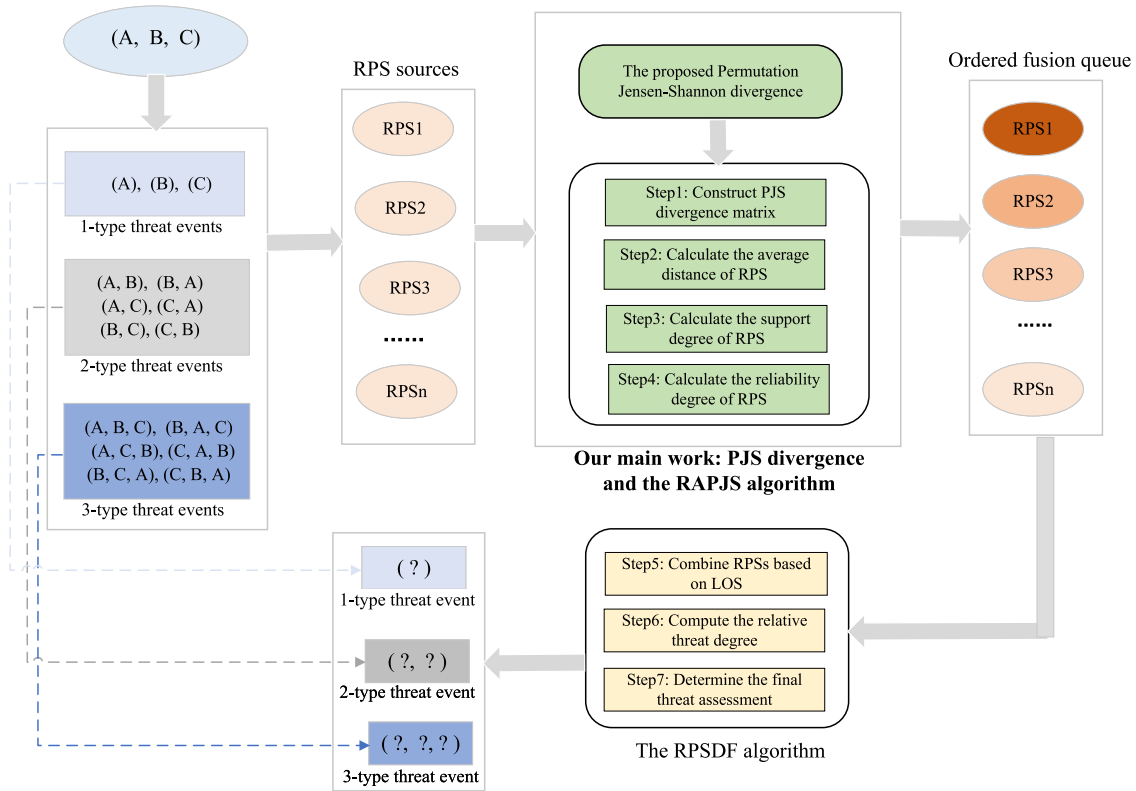 (A, B, C)
(A), (B), (C)
1-type threat events
(A, B), (B, A)
(A, C), (C, A)
(B, C), (C, B)
2-type threat events
(A, B, C), (B, A, C)
(A, C, B), (C, A, B)
(B, C, A), (C, B, A)
3-type threat events
RPS sources
RPS1
RPS2
RPS3
......
RPSn
The proposed Permutation
Jensen-Shannon divergence
Step1: Construct PJS
divergence matrix
Step2: Calculate the average
distance of RPS
Step3: Calculate the support
degree of RPS
Step4: Calculate the reliability
degree of RPS
Our main work: PJS divergence
and the RAPJS algorithm
Ordered fusion queue
RPS1
RPS2
RPS3
......
RPSn
Step5: Combine RPSs based
on LOS
Step6: Compute the relative
threat degree
Step7: Determine the final
threat assessment
The RPSDF algorithm
( ? )
1-type threat event
( ?, ? )
2-type threat event
( ?, ?, ? )
3-type threat event